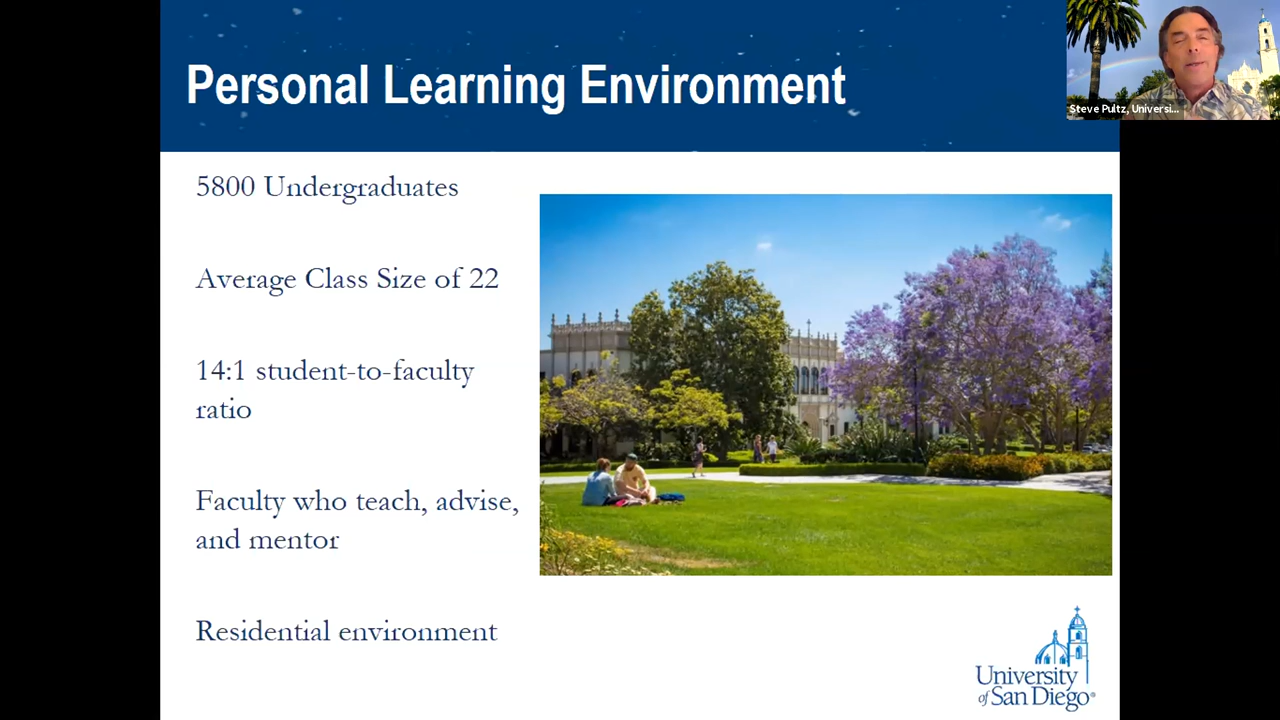 Personal Learning Environment
Steve Pultz, Universi...
5800 Undergraduates
Average Class Size of 22
14:1 student-to-faculty
ratio
Faculty who teach, advise,
and mentor
Residential environment
University
of San Diego®